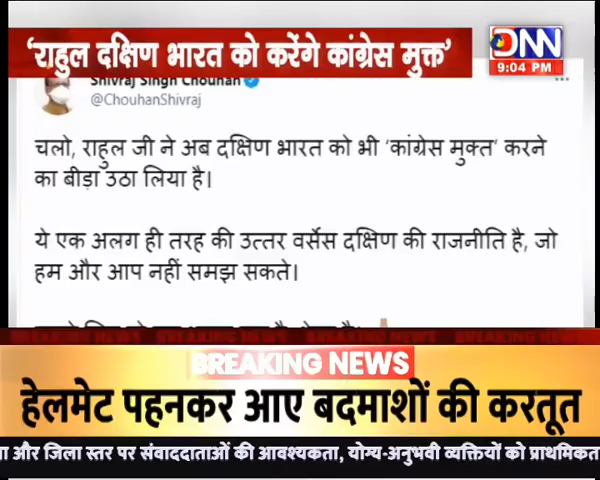 'राहुल दक्षिण भारत को करेंगे कांग्रेस मुक्त'
DNN
9:04 PM
Shivraj Singh Chouhan
@ChouhanShivraj
चलो, राहुल जी ने अब दक्षिण भारत को भी 'कांग्रेस मुक्त' करने
का बीड़ा उठा लिया है।
ये एक अलग ही तरह की उत्तर वर्सेस दक्षिण की राजनीति है, जो
हम और आप नहीं समझ सकते।
BREAKING NEWS
हेलमेट पहनकर आए बदमाशों की करतूत
और जिला स्तर पर संवाददाताओं की आवश्यकता, योग्य-अनुभवी व्यक्तियों को प्राथमिकत